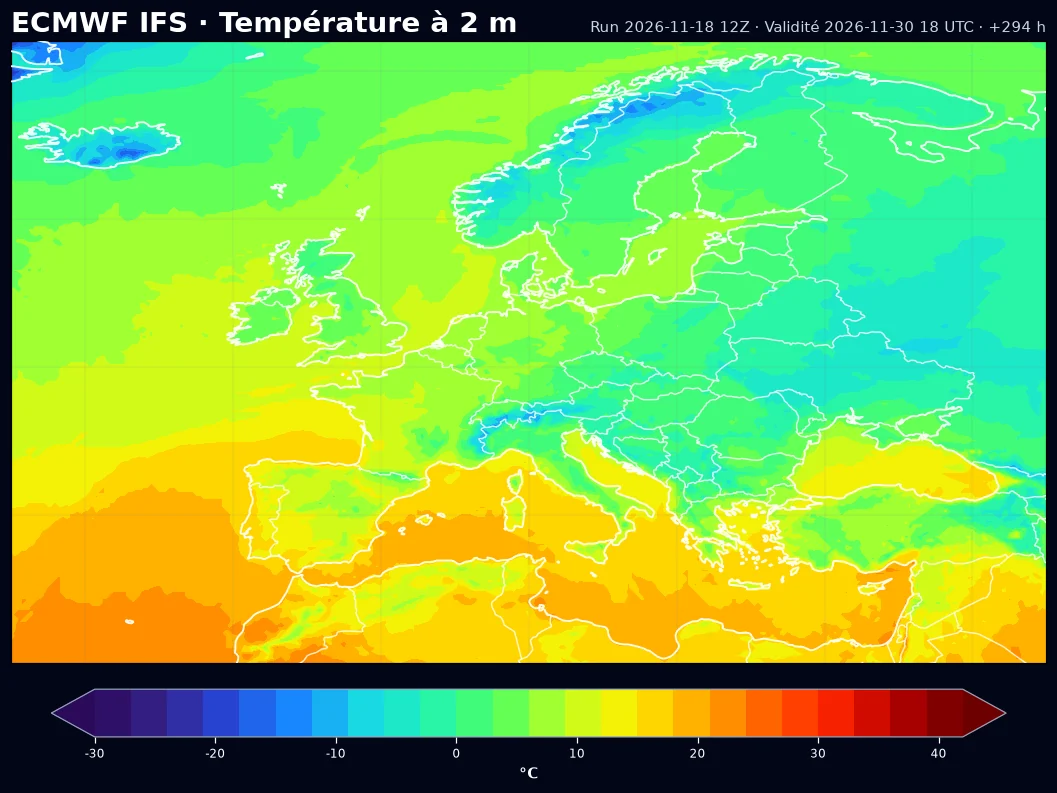 ECMWF IFS · Température à 2 m
Run 2026-11-18 12Z · Validité 2026-11-30 18 UTC · +294 h
-30 -20 -10 0 10 20 30 40
°C